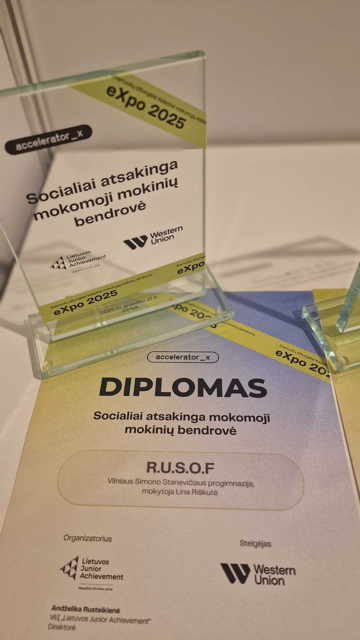 eXpo 2025
accelerator_x
Socialiai atsakinga
mokomoji mokinių
bendrovė
Lietuvos
Junior
Achievement
Western
Union
eXpo 2025
eXpo
accelerator_x
eXpo 202
DIPLOMAS
Socialiai atsakinga mokomoji
mokinių bendrovė
R.U.S.O.F
Vilniaus Simono Stanevičiaus progimnazija,
mokytoja Lina Riškutė
Organizatorius
Steigėjas
Lietuvos
Junior
Achievement
Western
Union
Andželika Rusteikienė
VšĮ „Lietuvos Junior Achievement"
Direktorė